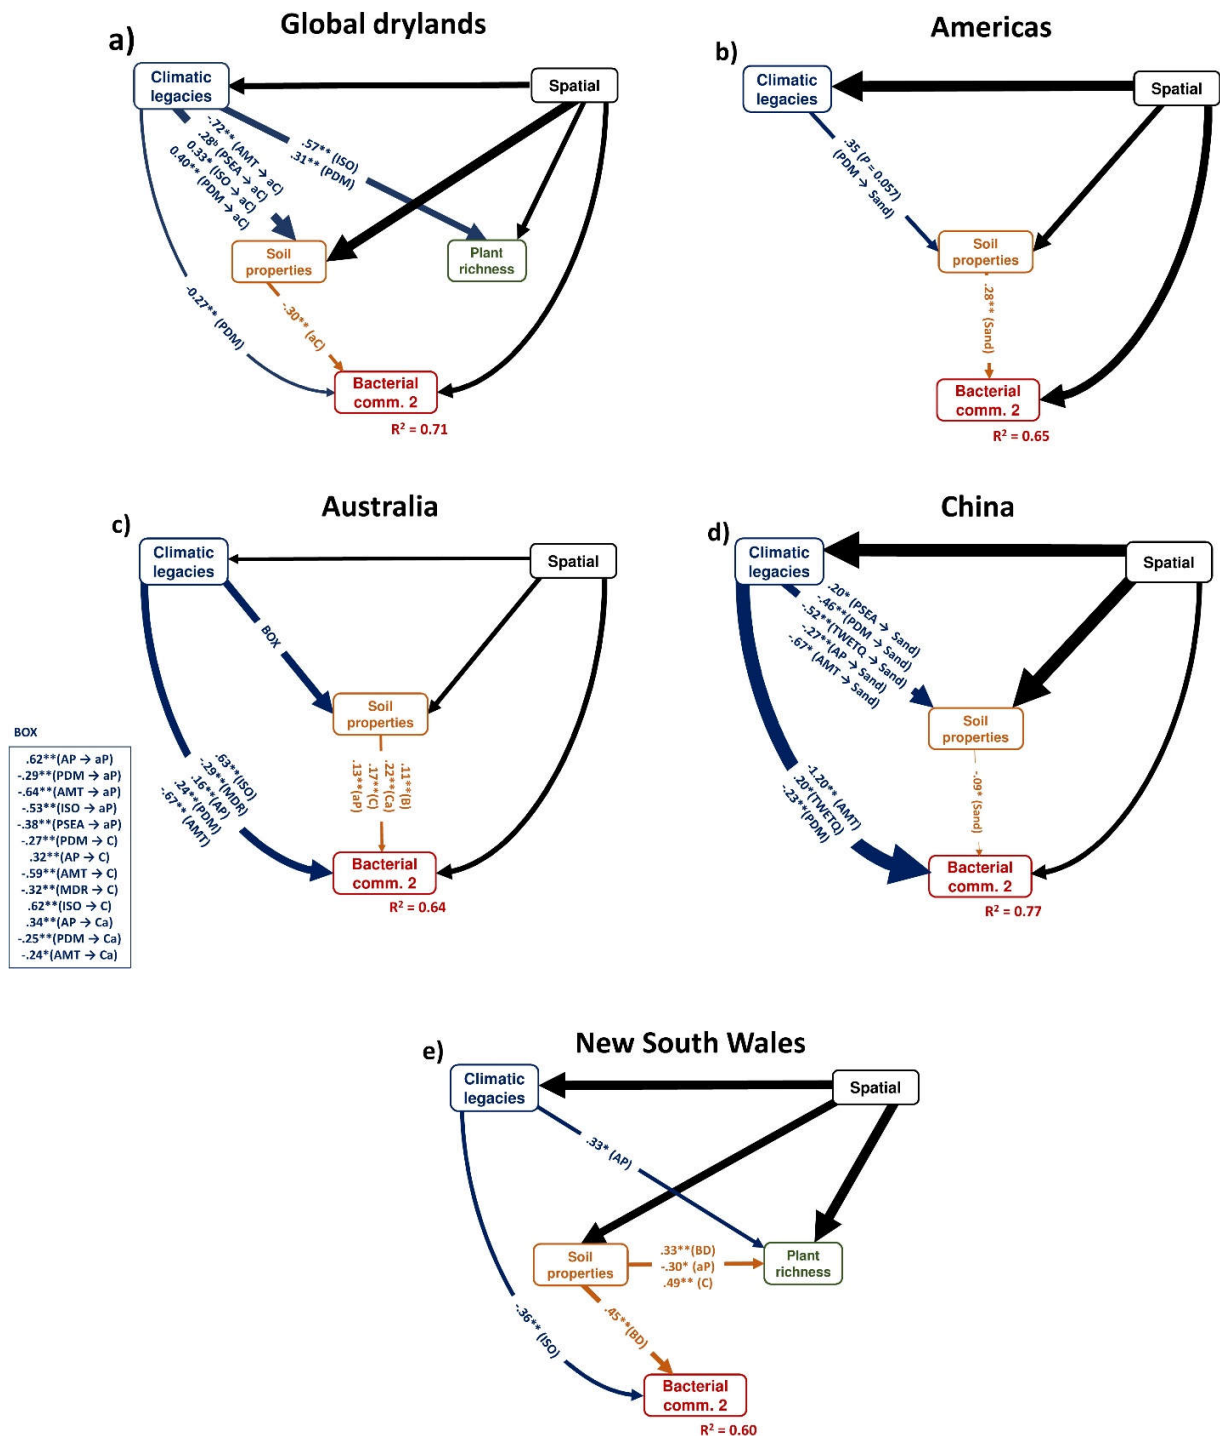 Global drylands
a)
Climatic
legacies
Spatial
-.72** (AMT → aC)
.28ᵇ (PSEA → aC)
0.33* (ISO → aC)
0.40** (PDM → aC)
.57** (ISO)
.31** (PDM)
Soil
properties
Plant
richness
-0.27** (PDM)
-.30** (aC)
Bacterial
comm. 2
R² = 0.71
Americas
b)
Climatic
legacies
Spatial
.35 (P = 0.057)
(PDM → Sand)
Soil
properties
.28** (Sand)
Bacterial
comm. 2
R² = 0.65
Australia
c)
Climatic
legacies
Spatial
BOX
Soil
properties
.63**(ISO)
-.29**(MDR)
.16**(AP)
.24**(PDM)
-.67** (AMT)
.11**(B)
.22**(Ca)
.17**(C)
.13**(aP)
Bacterial
comm. 2
R² = 0.64
BOX
.62**(AP → aP)
-.29**(PDM → aP)
-.64**(AMT → aP)
-.53**(ISO → aP)
-.38**(PSEA → aP)
-.27**(PDM → C)
.32**(AP → C)
-.59**(AMT → C)
-.32**(MDR → C)
.62**(ISO → C)
.34**(AP → Ca)
-.25**(PDM → Ca)
-.24*(AMT → Ca)
China
d)
Climatic
legacies
Spatial
.20* (PSEA → Sand)
-.46**(PDM → Sand)
-.52**(TWETQ → Sand)
-.27**(AP → Sand)
-.67* (AMT → Sand)
Soil
properties
-1.20** (AMT)
.20*(TWETQ)
-.23**(PDM)
-.09* (Sand)
Bacterial
comm. 2
R² = 0.77
New South Wales
e)
Climatic
legacies
Spatial
.33* (AP)
Soil
properties
.33**(BD)
-.30* (aP)
.49** (C)
Plant
richness
-.36** (ISO)
.45**(BD)
Bacterial
comm. 2
R² = 0.60